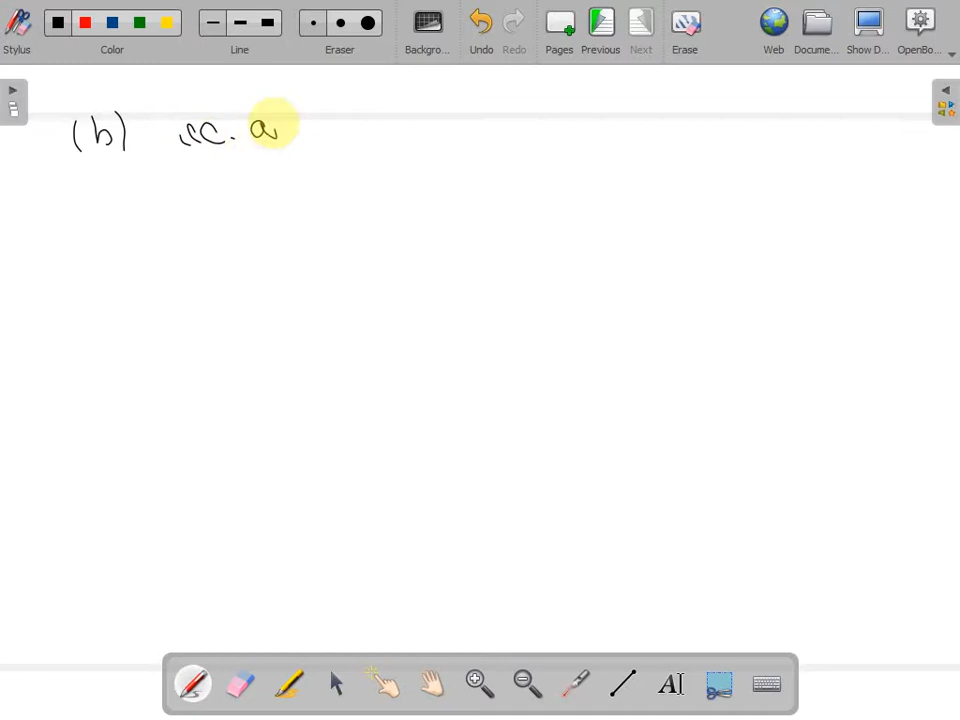 Stylus
Color
Line
Eraser
Backgro...
Undo
Redo
Pages
Previous
Next
Erase
Web
Docume...
Show D...
OpenBo...
(b)